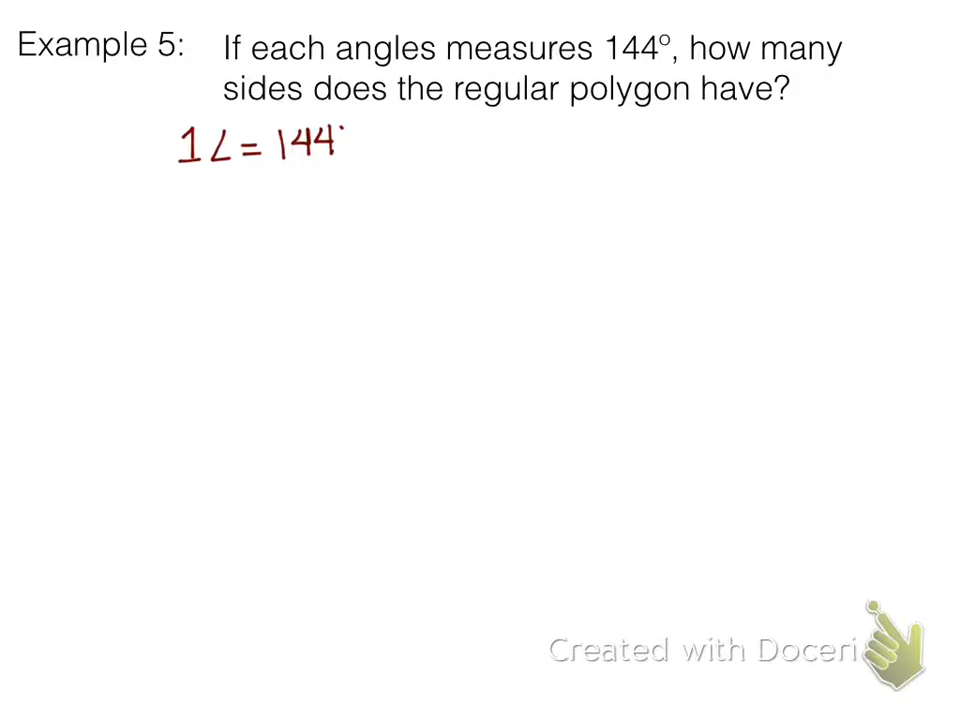 Example 5: If each angles measures 144°, how many
sides does the regular polygon have?
1∠ = 144°
Created with Doceri